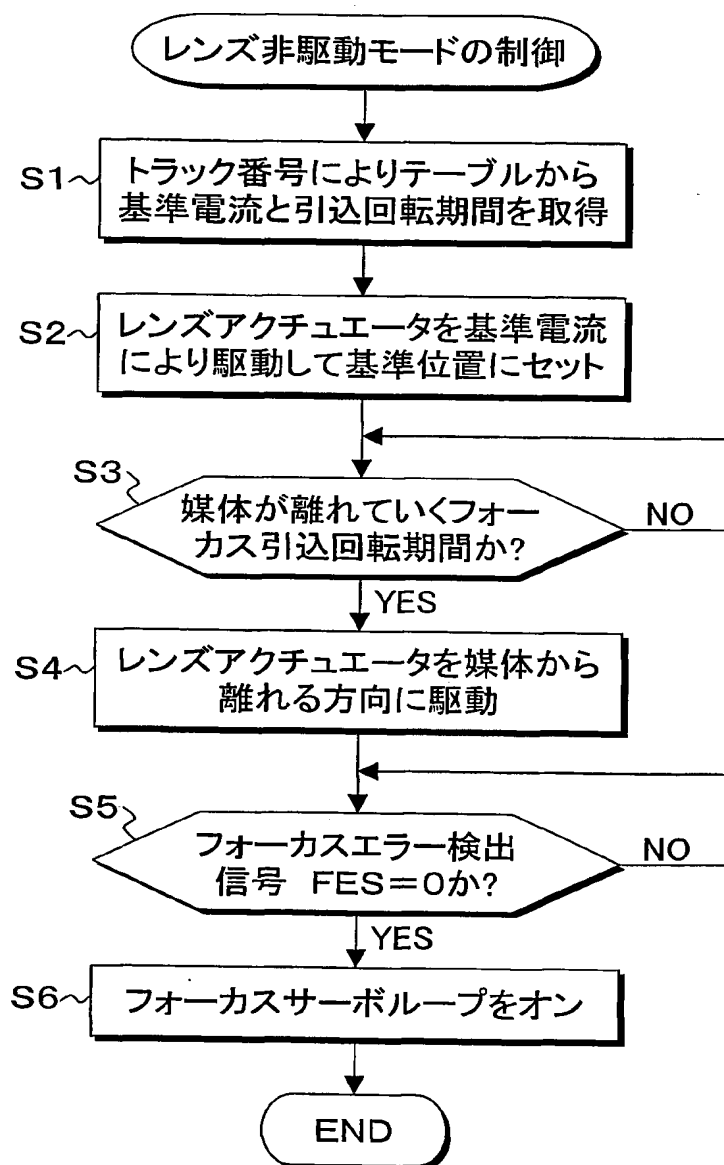 レンズ非駆動モードの制御
S1
トラック番号によりテーブルから
基準電流と引込回転期間を取得
S2
レンズアクチュエータを基準電流
により駆動して基準位置にセット
S3
媒体が離れていくフォー
カス引込回転期間か?
NO
YES
S4
レンズアクチュエータを媒体から
離れる方向に駆動
S5
フォーカスエラー検出
信号 FES=0か?
NO
YES
S6
フォーカスサーボループをオン
END